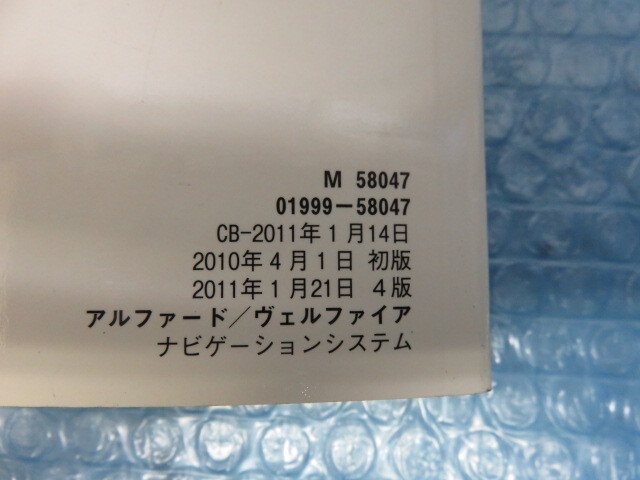 M 58047
01999-58047
CB-2011年1月14日
2010年4月1日 初版
2011年1月21日 4版
アルファード/ヴェルファイア
ナビゲーションシステム